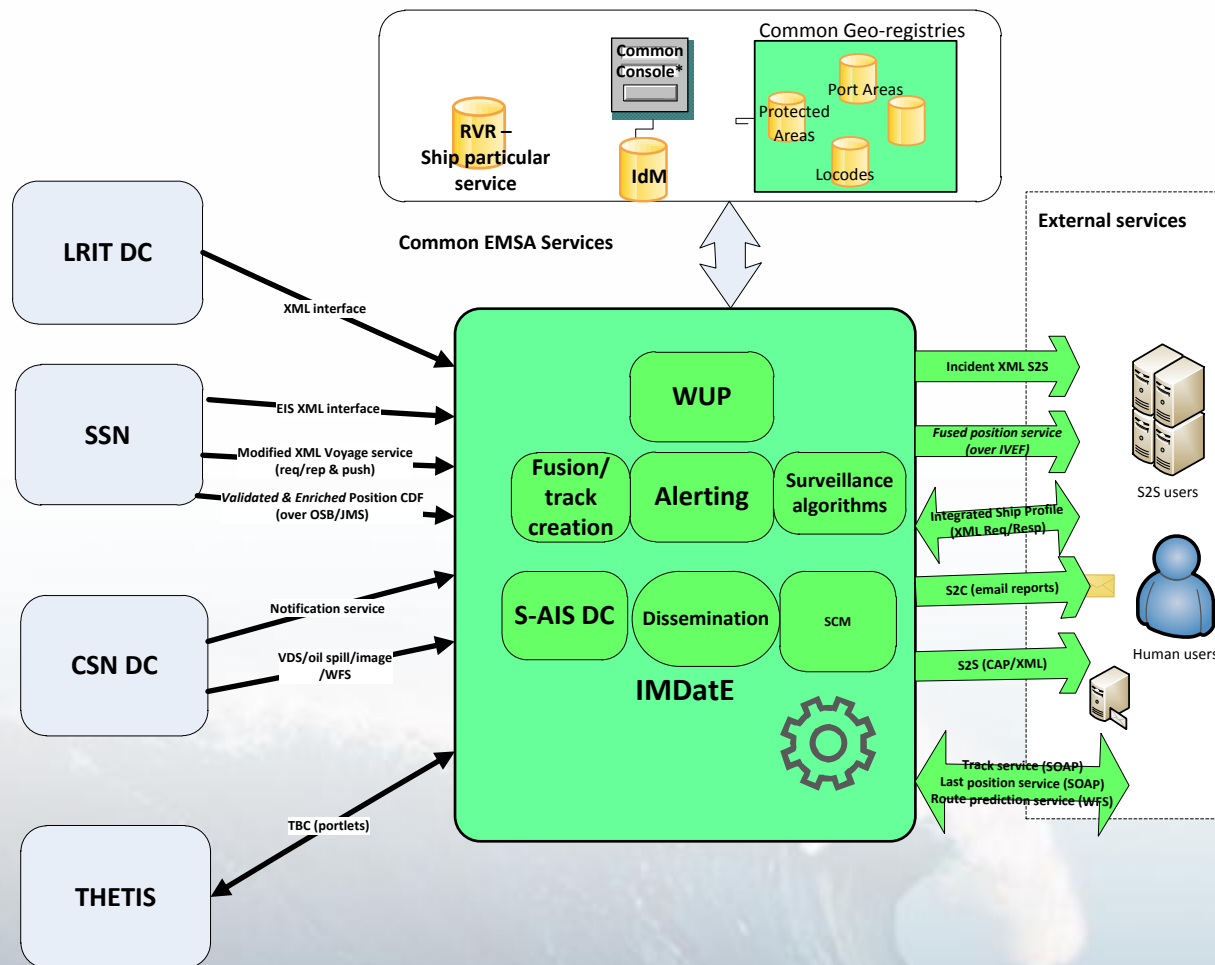 Common Geo-registries
Common
Console*
Port Areas
Protected
Areas
RVR –
Ship particular
service
IdM
Locodes
Common EMSA Services
External services
LRIT DC
XML interface
SSN
EIS XML interface
Modified XML Voyage service
(req/rep & push)
Validated & Enriched Position CDF
(over OSB/JMS)
CSN DC
Notification service
VDS/oil spill/image
/WFS
THETIS
TBC (portlets)
WUP
Fusion/
track
creation
Alerting
Surveillance
algorithms
S-AIS DC
Dissemination
SCM
IMDatE
Incident XML S2S
Fused position service
(over IVEF)
Integrated Ship Profile
(XML Req/Resp)
S2C (email reports)
S2S (CAP/XML)
Track service (SOAP)
Last position service (SOAP)
Route prediction service (WFS)
S2S users
Human users